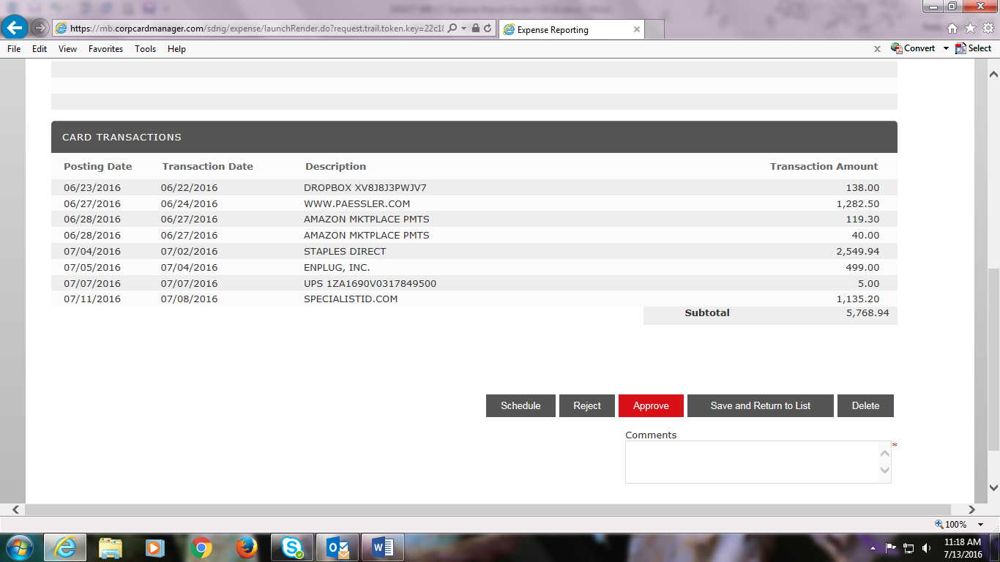 https://mb.corpcardmanager.com/sdng/expense/launchRender.do?request.trail.token.key=22c18
Expense Reporting
File Edit View Favorites Tools Help
x Convert Select
CARD TRANSACTIONS
Posting Date Transaction Date Description Transaction Amount
06/23/2016 06/22/2016 DROPBOX XV8J8J3PWJV7 138.00
06/27/2016 06/24/2016 WWW.PAESSLER.COM 1,282.50
06/28/2016 06/27/2016 AMAZON MKTPLACE PMTS 119.30
06/28/2016 06/27/2016 AMAZON MKTPLACE PMTS 40.00
07/04/2016 07/02/2016 STAPLES DIRECT 2,549.94
07/05/2016 07/04/2016 ENPLUG, INC. 499.00
07/07/2016 07/07/2016 UPS 1ZA1690V0317849500 5.00
07/11/2016 07/08/2016 SPECIALISTID.COM 1,135.20
Subtotal 5,768.94
Schedule Reject Approve Save and Return to List Delete
Comments
*
100%
11:18 AM
7/13/2016